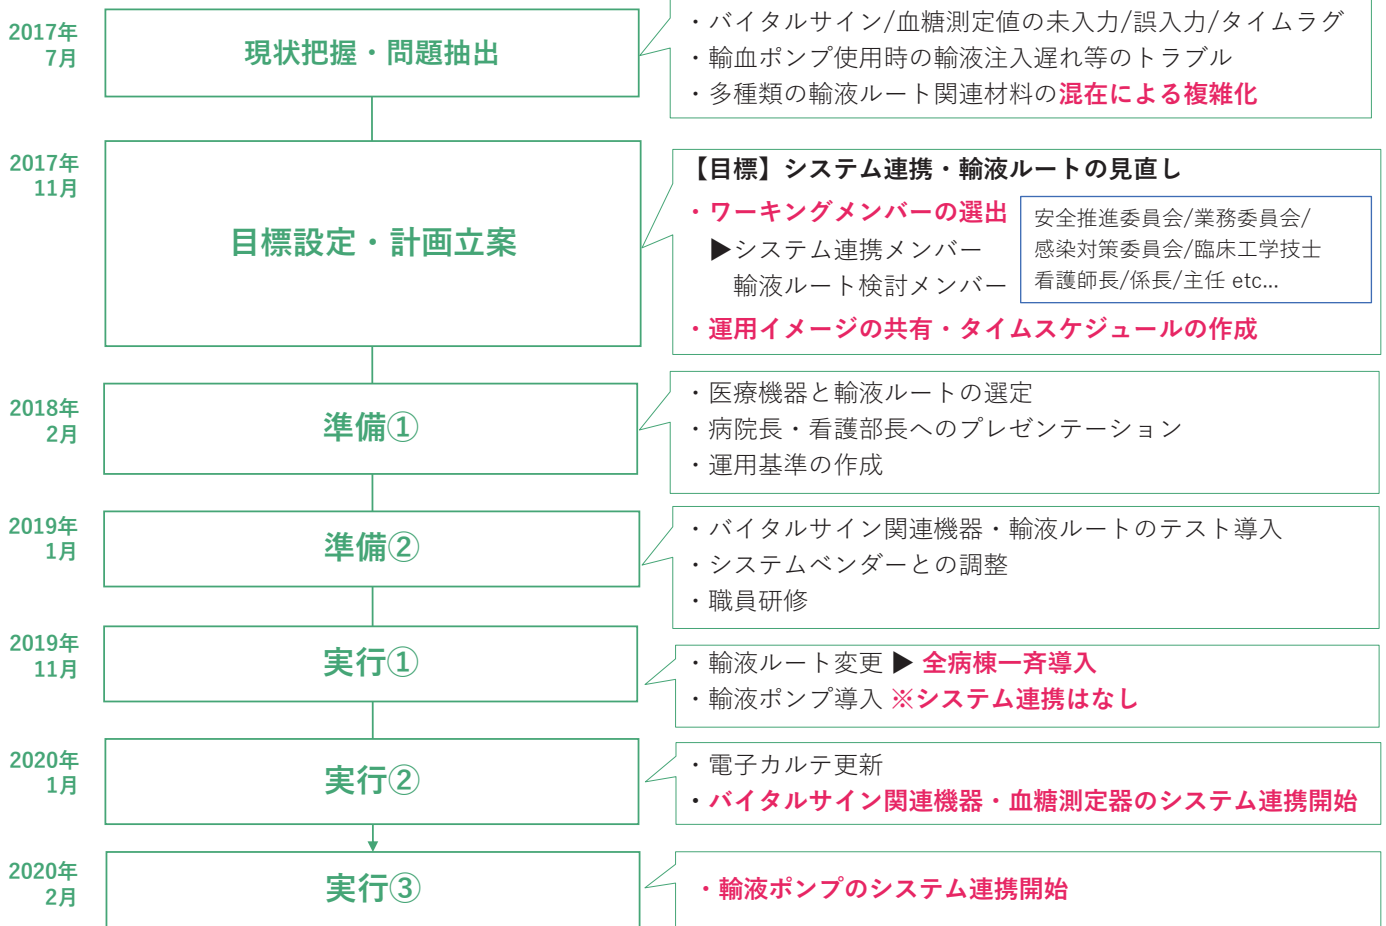 2017年
7月
現状把握・問題抽出
・バイタルサイン/血糖測定値の未入力/誤入力/タイムラグ
・輸血ポンプ使用時の輸液注入遅れ等のトラブル
・多種類の輸液ルート関連材料の混在による複雑化
2017年
11月
目標設定・計画立案
【目標】システム連携・輸液ルートの見直し
・ワーキングメンバーの選出
▶システム連携メンバー
輸液ルート検討メンバー
安全推進委員会/業務委員会/
感染対策委員会/臨床工学技士
看護師長/係長/主任 etc...
・運用イメージの共有・タイムスケジュールの作成
2018年
2月
準備①
・医療機器と輸液ルートの選定
・病院長・看護部長へのプレゼンテーション
・運用基準の作成
2019年
1月
準備②
・バイタルサイン関連機器・輸液ルートのテスト導入
・システムベンダーとの調整
・職員研修
2019年
11月
実行①
・輸液ルート変更 ▶ 全病棟一斉導入
・輸液ポンプ導入 ※システム連携はなし
2020年
1月
実行②
・電子カルテ更新
・バイタルサイン関連機器・血糖測定器のシステム連携開始
2020年
2月
実行③
・輸液ポンプのシステム連携開始